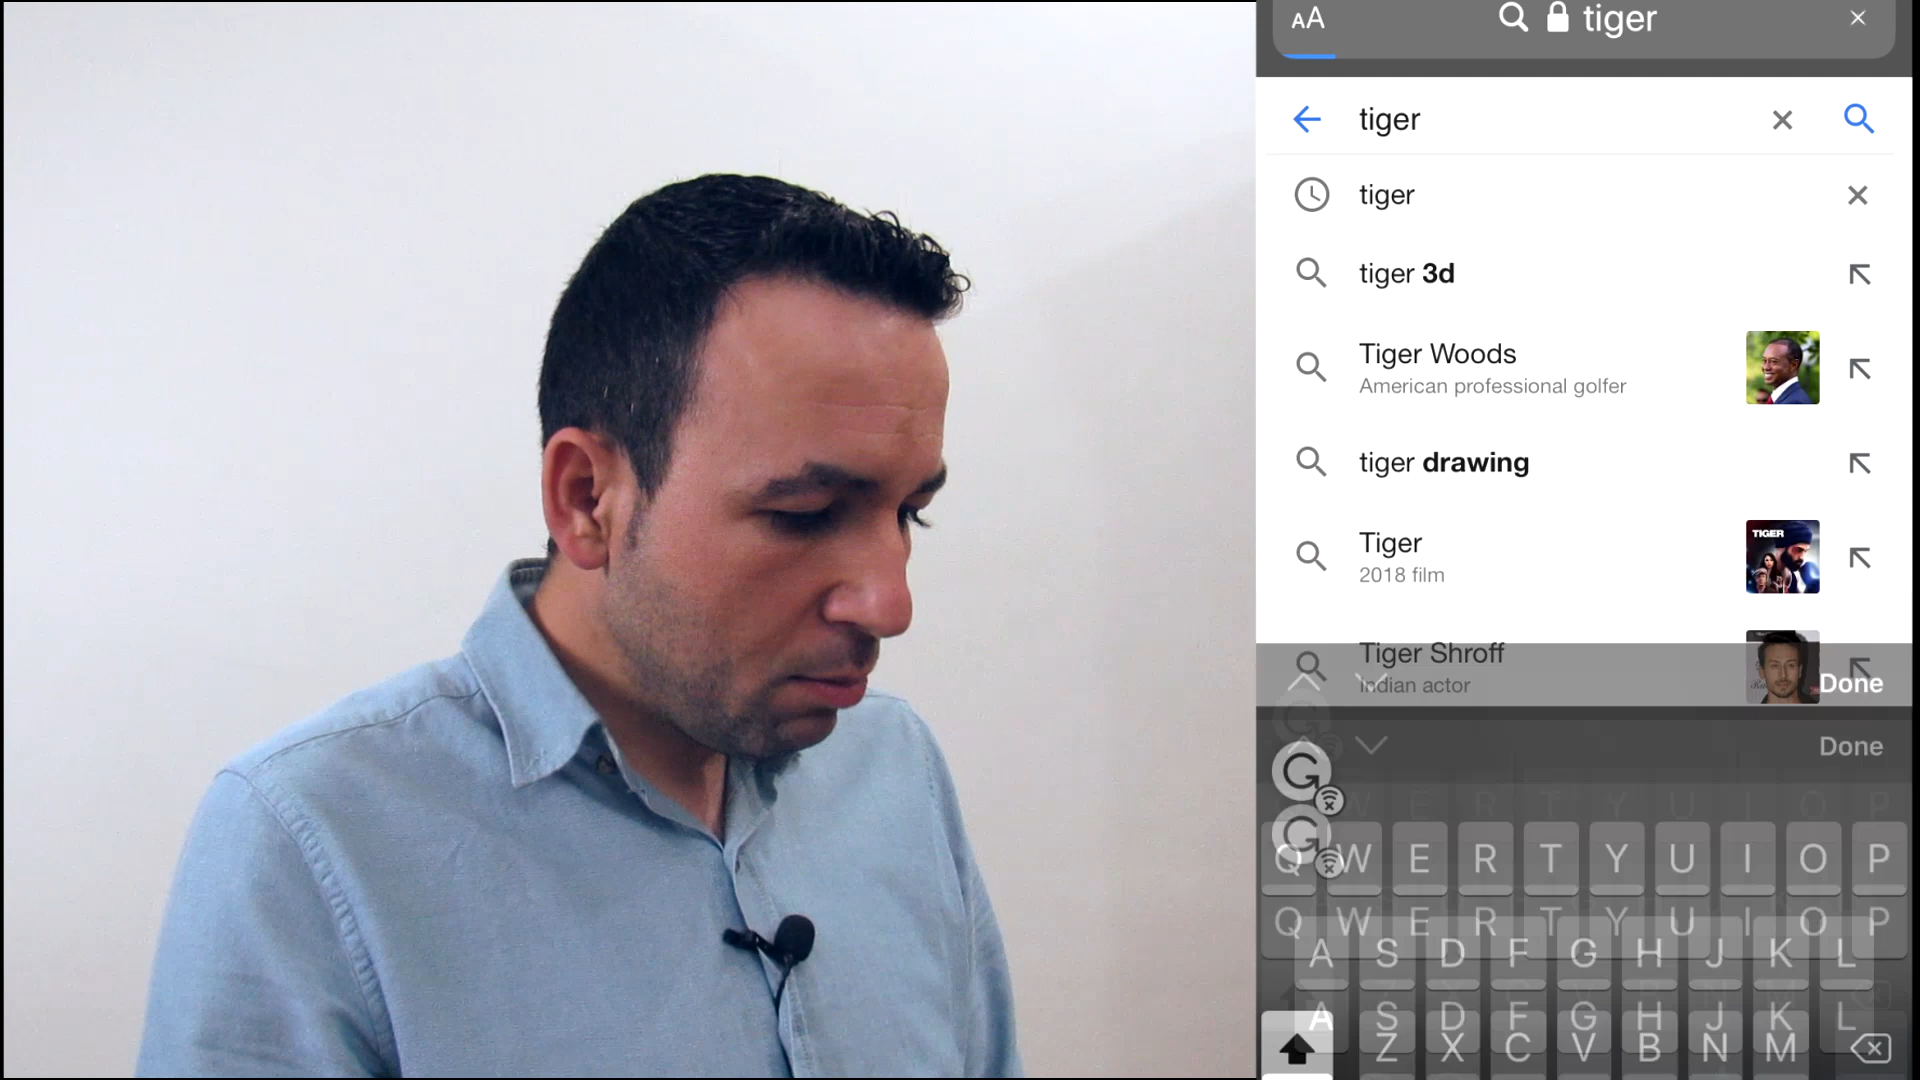 AA tiger
tiger
tiger
tiger 3d
Tiger Woods
American professional golfer
tiger drawing
TIGER
Tiger
2018 film
Tiger Shroff
Indian actor
Done
Done
W E R T Y U O P
Q W E R T Y U I O P
Q W E R T Y U I O P
A S D F G H J K L
A S D F G H J K L
Z X C V B N M